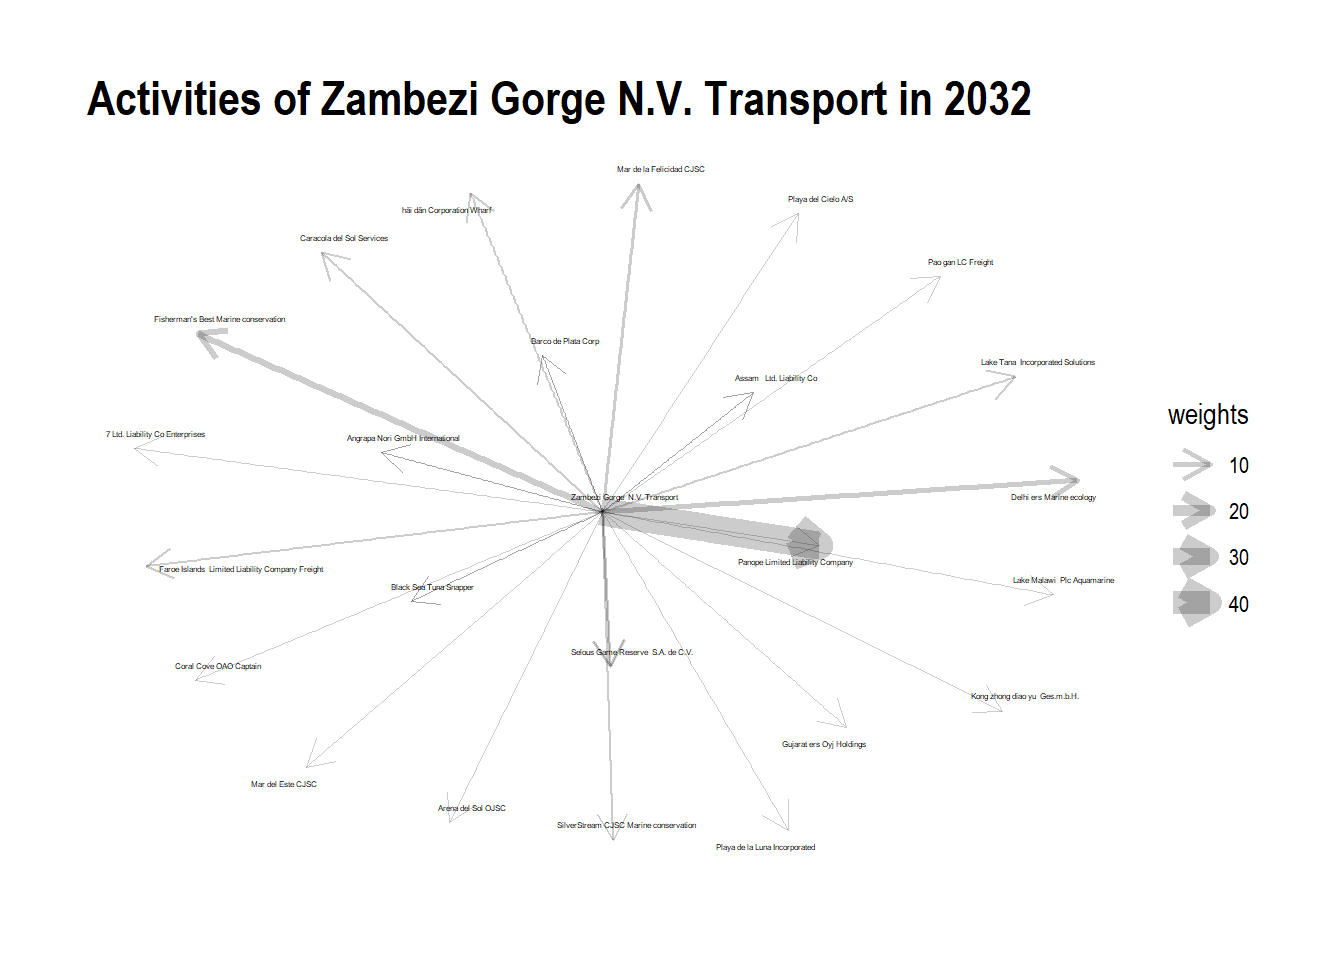 Activities of Zambezi Gorge N.V. Transport in 2032
Mar de la Felicidad CJSC
Playa del Cielo A/S
hǎi dǎn Corporation Wharf
Caracola del Sol Services
Pao gan LC Freight
Fisherman's Best Marine conservation
Barco de Plata Corp
Lake Tana Incorporated Solutions
Assam Ltd. Liability Co
weights
7 Ltd. Liability Co Enterprises
Angrapa Nori GmbH International
10
Zambezi Gorge N.V. Transport
Delhi ers Marine ecology
20
30
Panope Limited Liability Company
Faroe Islands Limited Liability Company Freight
Lake Malawi Plc Aquamarine
Black Sea Tuna Snapper
40
Selous Game Reserve S.A. de C.V.
Coral Cove OAO Captain
Kong zhong diao yu Ges.m.b.H.
Gujarat ers Oyj Holdings
Mar del Este CJSC
Arena del Sol OJSC
SilverStream CJSC Marine conservation
Playa de la Luna Incorporated